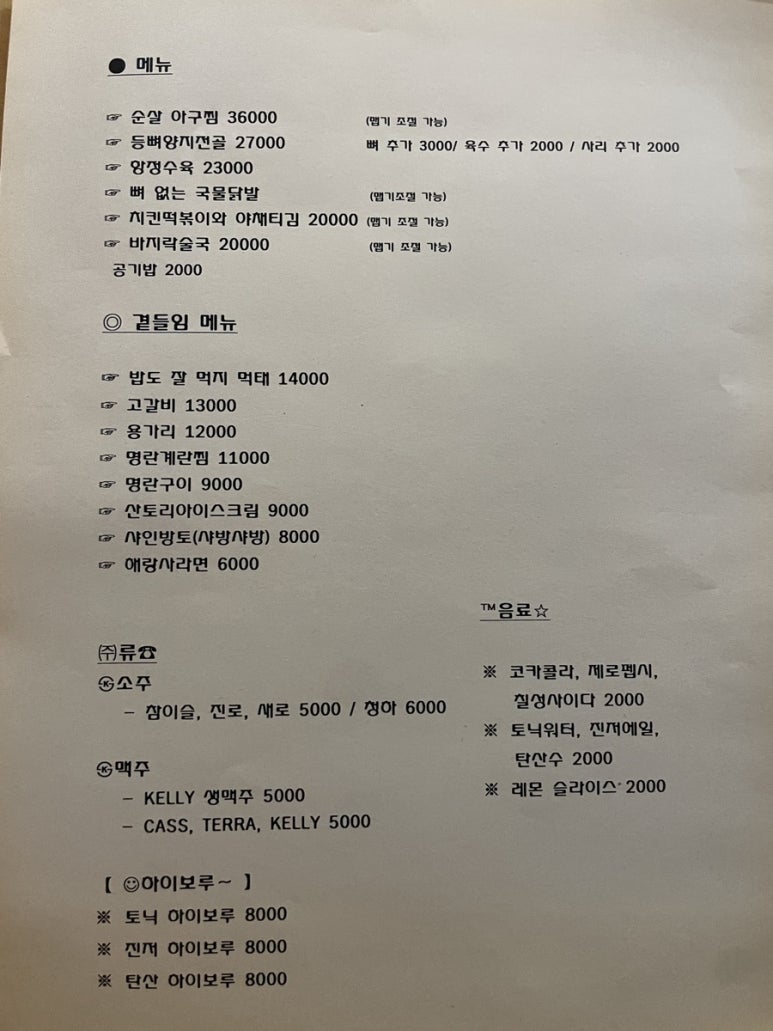 ● 메뉴
☞ 순살 아구찜 36000 (맵기 조절 가능)
☞ 등뼈양지전골 27000 뼈 추가 3000/ 육수 추가 2000 / 사리 추가 2000
☞ 항정수육 23000
☞ 뼈 없는 국물닭발 (맵기조절 가능)
☞ 치킨떡볶이와 야채튀김 20000 (맵기 조절 가능)
☞ 바지락술국 20000 (맵기 조절 가능)
공기밥 2000
◎ 곁들임 메뉴
☞ 밥도 잘 먹지 먹태 14000
☞ 고갈비 13000
☞ 용가리 12000
☞ 명란계란찜 11000
☞ 명란구이 9000
☞ 산토리아이스크림 9000
☞ 샤인방토(샤방샤방) 8000
☞ 해랑사라면 6000
㈜류☎
㉿소주
– 참이슬, 진로, 새로 5000 / 청하 6000
㉿맥주
– KELLY 생맥주 5000
– CASS, TERRA, KELLY 5000
【 ☺하이보루～ 】
※ 토닉 하이보루 8000
※ 진저 하이보루 8000
※ 탄산 하이보루 8000
™음료☆
※ 코카콜라, 제로펩시,
칠성사이다 2000
※ 토닉워터, 진저에일,
탄산수 2000
※ 레몬 슬라이스 2000